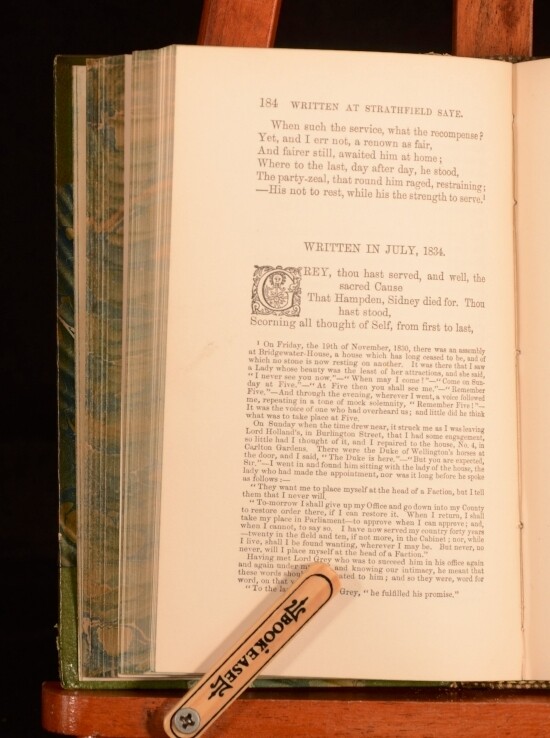 184 WRITTEN AT STRATHFIELD SAYE.
When such the service, what the recompense?
Yet, and I err not, a renown as fair,
And fairer still, awaited him at home;
Where to the last, day after day, he stood,
The party-zeal, that round him raged, restraining;
—His not to rest, while his the strength to serve.¹
WRITTEN IN JULY, 1834.
GREY, thou hast served, and well, the
sacred Cause
That Hampden, Sidney died for. Thou
hast stood,
Scorning all thought of Self, from first to last,
¹ On Friday, the 19th of November, 1830, there was an assembly
at Bridgewater-House, a house which has long ceased to be, and of
which no stone is now resting on another. It was there that I saw
a Lady whose beauty was the least of her attractions, and she said,
"I never see you now."—"When may I come?"—"Come on Sun-
day at Five."—"At Five then you shall see me."—"Remember
Five."—And through the evening, wherever I went, a voice followed
me, repeating in a tone of mock solemnity, "Remember Five!"—
It was the voice of one who had overheard us; and little did he think
what was to take place at Five.
On Sunday when the time drew near, it struck me as I was leaving
Lord Holland's, in Burlington Street, that I had some engagement,
so little had I thought of it, and I repaired to the house, No. 4, in
Carlton Gardens. There were the Duke of Wellington's horses at
the door, and I said, "The Duke is here."—"But you are expected,
Sir."—I went in and found him sitting with the lady of the house, the
lady who had made the appointment, nor was it long before he spoke
as follows:—
"They want me to place myself at the head of a Faction, but I tell
them that I never will.
"To-morrow I shall give up my Office and go down into my County
to restore order there, if I can restore it. When I return, I shall
take my place in Parliament—to approve when I can approve; and,
when I cannot, to say so. I have now served my country forty years
—twenty in the field and ten, if not more, in the Cabinet; nor, while
I live, shall I be found wanting, wherever I may be. But never, no
never, will I place myself at the head of a Faction."
Having met Lord Grey who was to succeed him in his office again
and again under and knowing our intimacy, he meant that
these words to him; and so they were, word for
word, on that
"To the Grey, "he fulfilled his promise."
BOOKEASEL